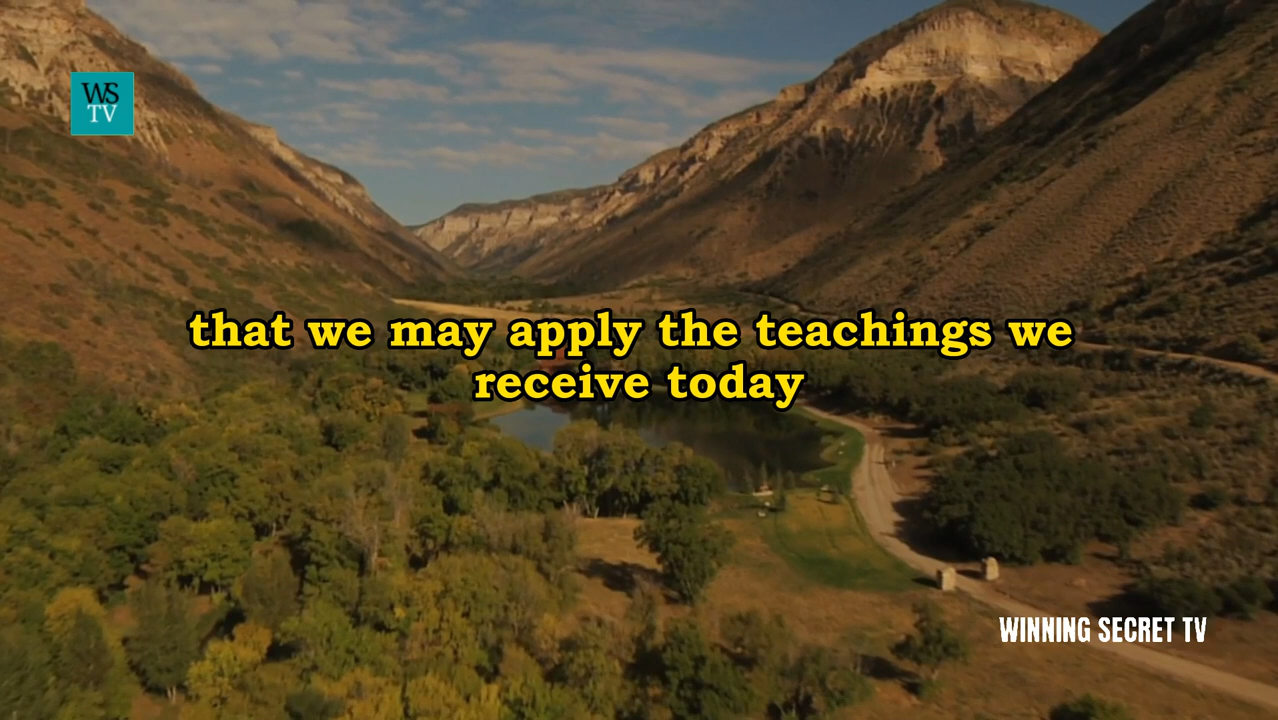 WS
TV
that we may apply the teachings we
receive today
WINNING SECRET TV